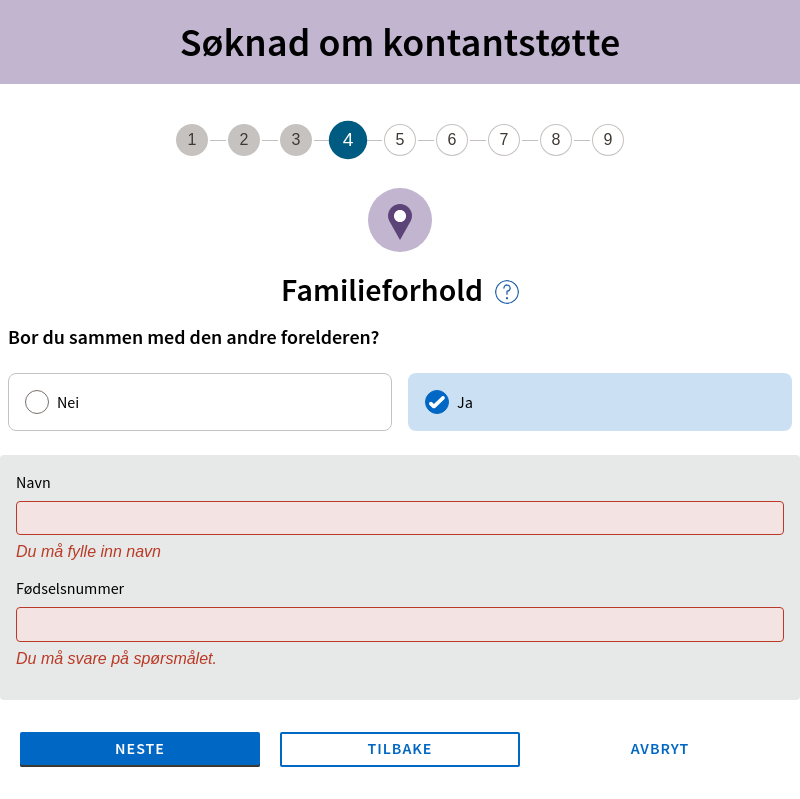 Søknad om kontantstøtte
1 2 3 4 5 6 7 8 9
Familieforhold ?
Bor du sammen med den andre forelderen?
Nei Ja
Navn
Du må fylle inn navn
Fødselsnummer
Du må svare på spørsmålet.
NESTE TILBAKE AVBRYT